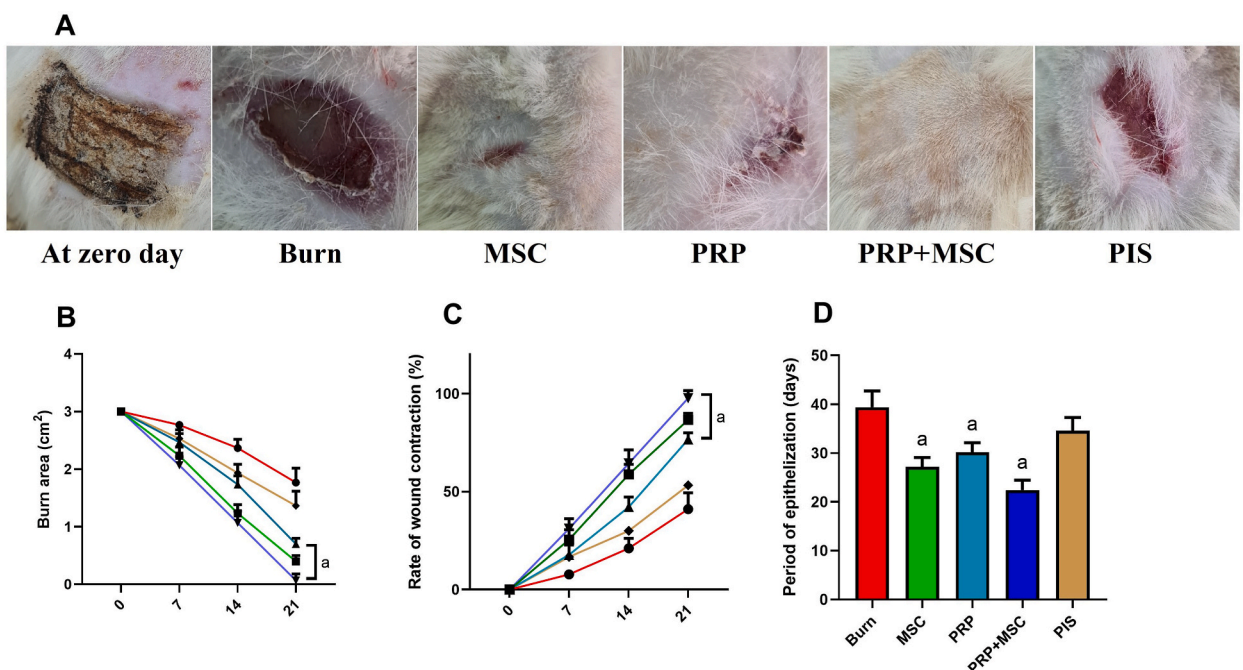 A
At zero day
Burn
MSC
PRP
PRP+MSC
PIS
B
Burn area (cm²)
4
3
2
1
0
a
0
7
14
21
C
Rate of wound contraction (%)
100
50
0
a
0
7
14
21
D
Period of epithelization (days)
50
40
30
20
10
0
a
a
a
Burn
MSC
PRP
PRP+MSC
PIS